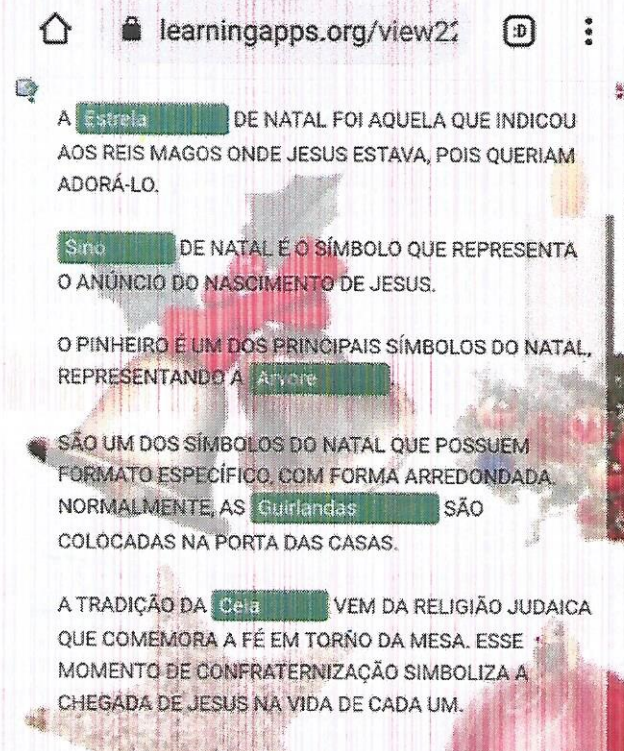 learningapps.org/view22
:D
A Estrela DE NATAL FOI AQUELA QUE INDICOU
AOS REIS MAGOS ONDE JESUS ESTAVA, POIS QUERIAM
ADORÁ-LO.
Sino DE NATAL É O SÍMBOLO QUE REPRESENTA
O ANÚNCIO DO NASCIMENTO DE JESUS.
O PINHEIRO É UM DOS PRINCIPAIS SÍMBOLOS DO NATAL,
REPRESENTANDO A Arvore
SÃO UM DOS SÍMBOLOS DO NATAL QUE POSSUEM
FORMATO ESPECÍFICO, COM FORMA ARREDONDADA.
NORMALMENTE, AS Guirlandas SÃO
COLOCADAS NA PORTA DAS CASAS.
A TRADIÇÃO DA Ceia VEM DA RELIGIÃO JUDAICA
QUE COMEMORA A FÉ EM TORNO DA MESA. ESSE
MOMENTO DE CONFRATERNIZAÇÃO SIMBOLIZA A
CHEGADA DE JESUS NA VIDA DE CADA UM.